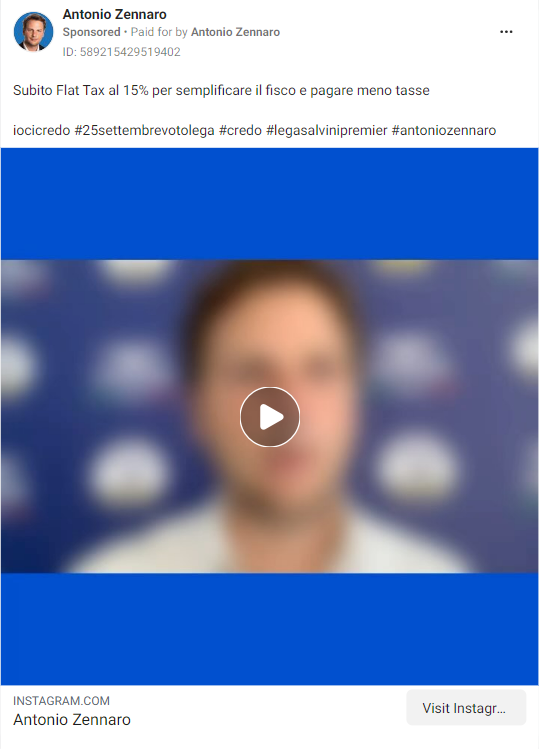 Antonio Zennaro
Sponsored • Paid for by Antonio Zennaro
ID: 589215429519402
Subito Flat Tax al 15% per semplificare il fisco e pagare meno tasse
iocicredo #25settembrevotolega #credo #legasalvinipremier #antoniozennaro
INSTAGRAM.COM
Antonio Zennaro
Visit Instagr...